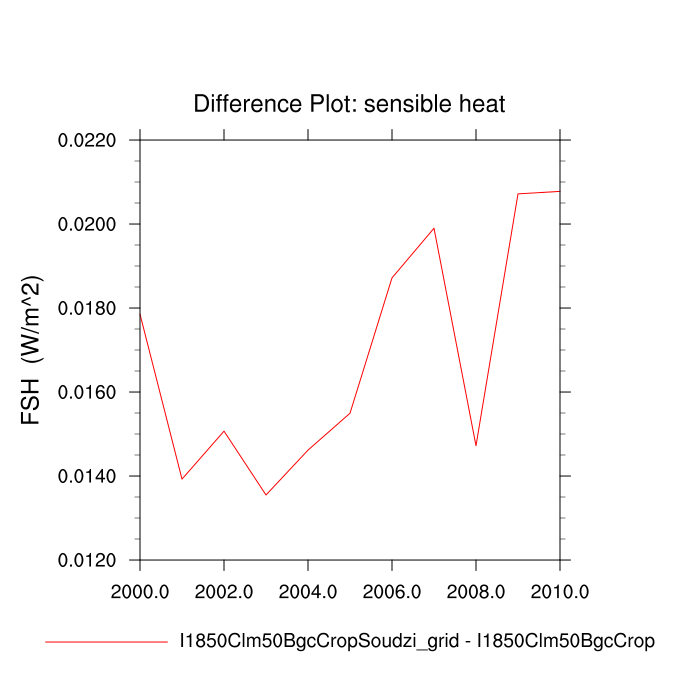 Difference Plot: sensible heat
0.0220
0.0200
0.0180
0.0160
0.0140
0.0120
FSH (W/m^2)
2000.0 2002.0 2004.0 2006.0 2008.0 2010.0
I1850Clm50BgcCropSoudzi_grid - I1850Clm50BgcCrop